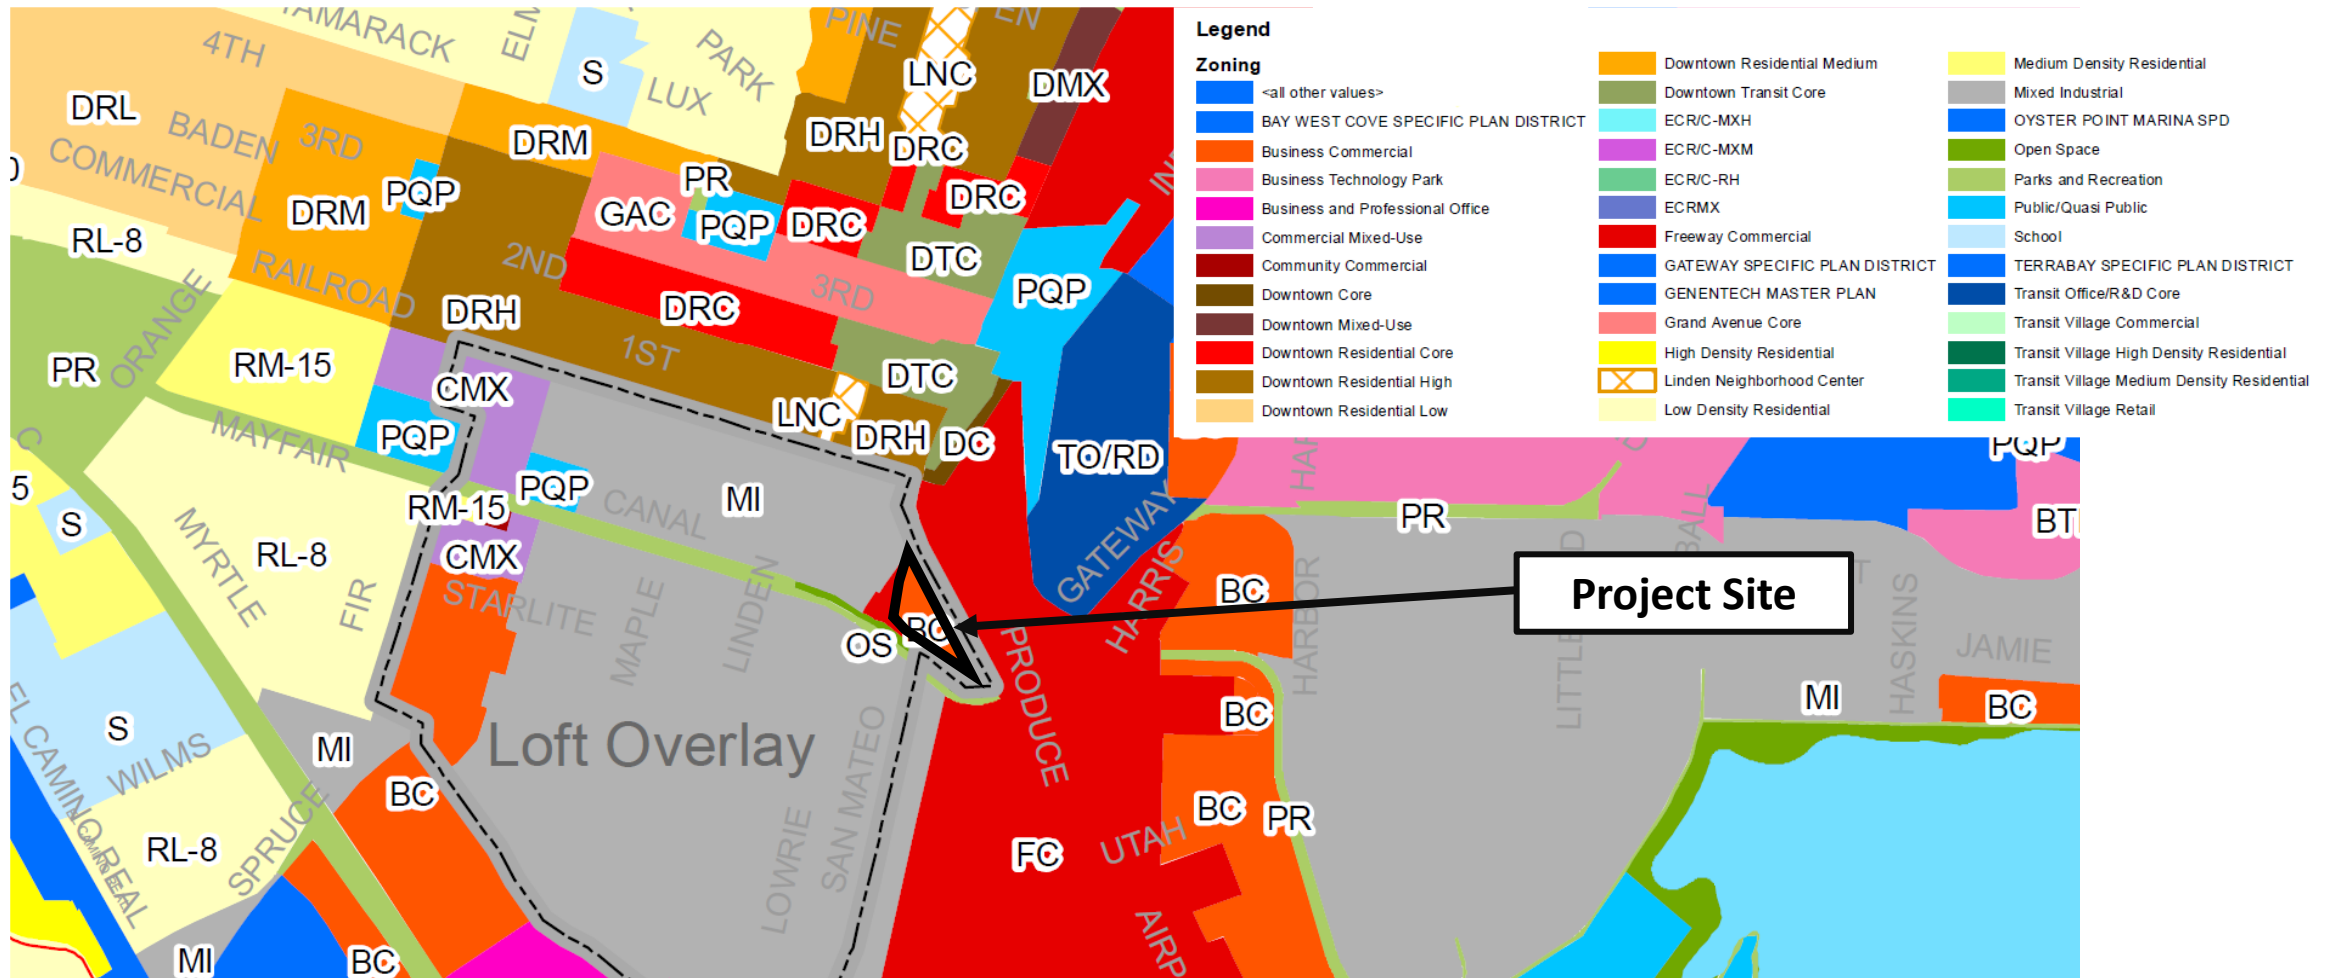 Legend
Zoning
<all other values>
BAY WEST COVE SPECIFIC PLAN DISTRICT
Business Commercial
Business Technology Park
Business and Professional Office
Commercial Mixed-Use
Community Commercial
Downtown Core
Downtown Mixed-Use
Downtown Residential Core
Downtown Residential High
Downtown Residential Low
Downtown Residential Medium
Downtown Transit Core
ECR/C-MXH
ECR/C-MXM
ECR/C-RH
ECRMX
Freeway Commercial
GATEWAY SPECIFIC PLAN DISTRICT
GENENTECH MASTER PLAN
Grand Avenue Core
High Density Residential
Linden Neighborhood Center
Low Density Residential
Medium Density Residential
Mixed Industrial
OYSTER POINT MARINA SPD
Open Space
Parks and Recreation
Public/Quasi Public
School
TERRABAY SPECIFIC PLAN DISTRICT
Transit Office/R&D Core
Transit Village Commercial
Transit Village High Density Residential
Transit Village Medium Density Residential
Transit Village Retail
TAMARACK
4TH
PARK
PINE
S
LUX
LNC
DMX
DRL
BADEN
3RD
DRM
DRH
DRC
COMMERCIAL
PQP
PR
DRC
DRM
GAC
PQP
DRC
RL-8
2ND
DTC
RAILROAD
ORANGE
3RD
PQP
DRH
DRC
1ST
PR
RM-15
CMX
DTC
LNC
DRH
DC
PQP
MAYFAIR
TO/RD
PQP
5
S
RM-15
PQP
CANAL
MI
PR
GATEWAY
MYRTLE
RL-8
CMX
FIR
STARLITE
MAPLE
LINDEN
HARRIS
BC
HARBOR
Project Site
OS
BC
PRODUCE
HASKINS
JAMIE
MI
BC
S
WILMS
EL CAMINO REAL
MI
Loft Overlay
SAN MATEO
BC
BC
BC
PR
SPRUCE
RL-8
LOWRIE
FC
UTAH
MI
BC